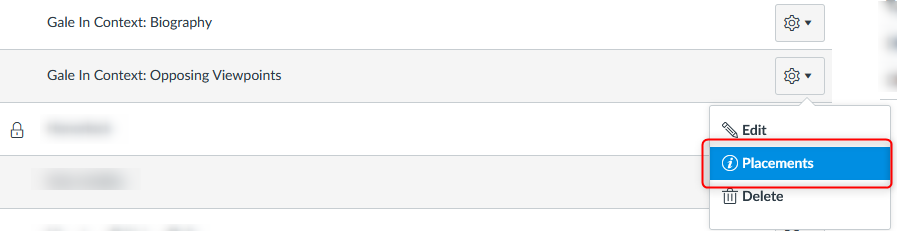 Gale In Context: Biography
Gale In Context: Opposing Viewpoints
Edit
Placements
Delete